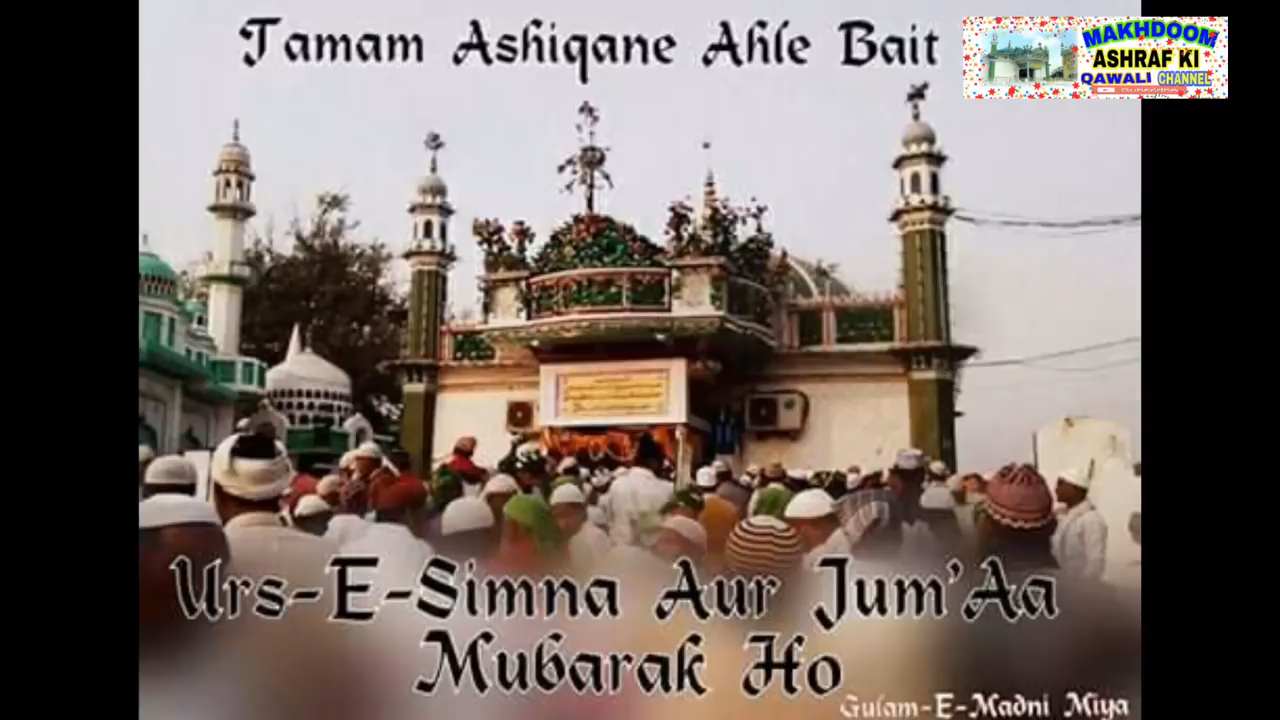 Tamam Ashiqane Ahle Bait
MAKHDOOM
ASHRAF KI
QAWALI CHANNEL
Urs-E-Simna Aur Jum'Aa
Mubarak Ho
Gulam-E-Madni Miya